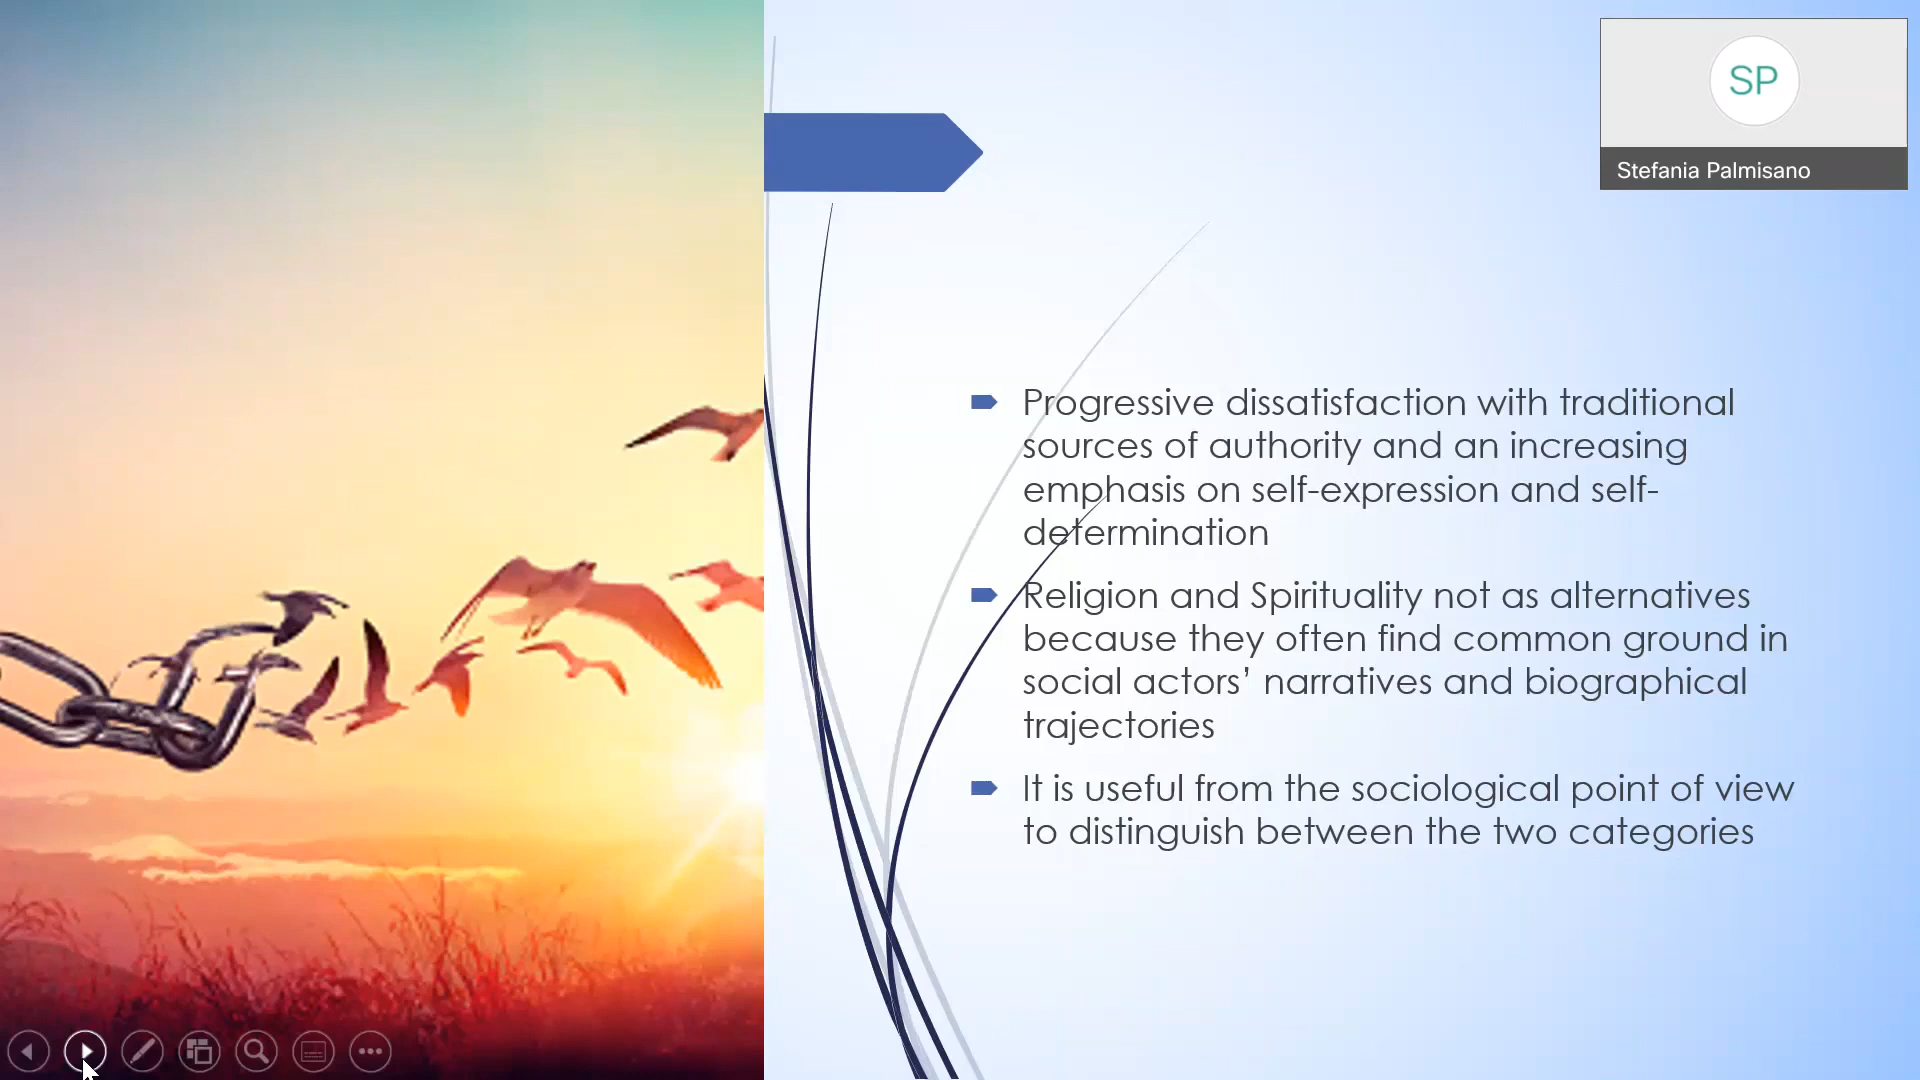 SP
Stefania Palmisano
Progressive dissatisfaction with traditional
sources of authority and an increasing
emphasis on self-expression and self-
determination
Religion and Spirituality not as alternatives
because they often find common ground in
social actors’ narratives and biographical
trajectories
It is useful from the sociological point of view
to distinguish between the two categories